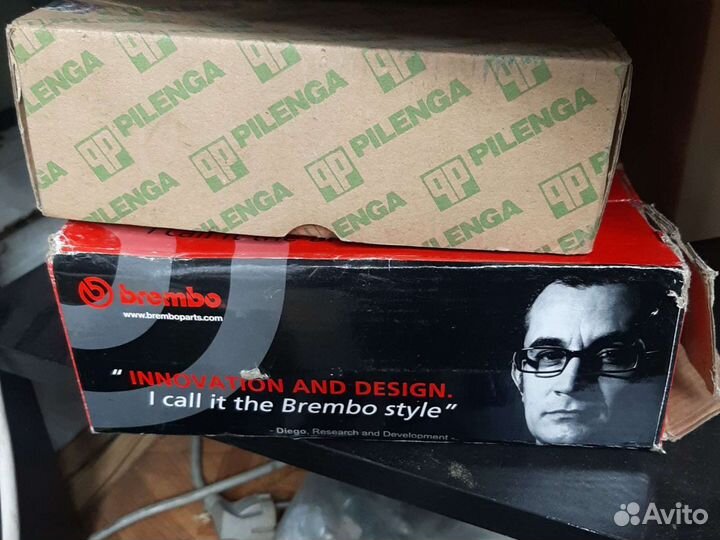 PILENGA
PILENGA
PILENGA
PILENGA
PILENGA
PILENGA
PILENGA
brembo
www.bremboparts.com
" INNOVATION AND DESIGN.
I call it the Brembo style"
- Diego, Research and Development -
Avito